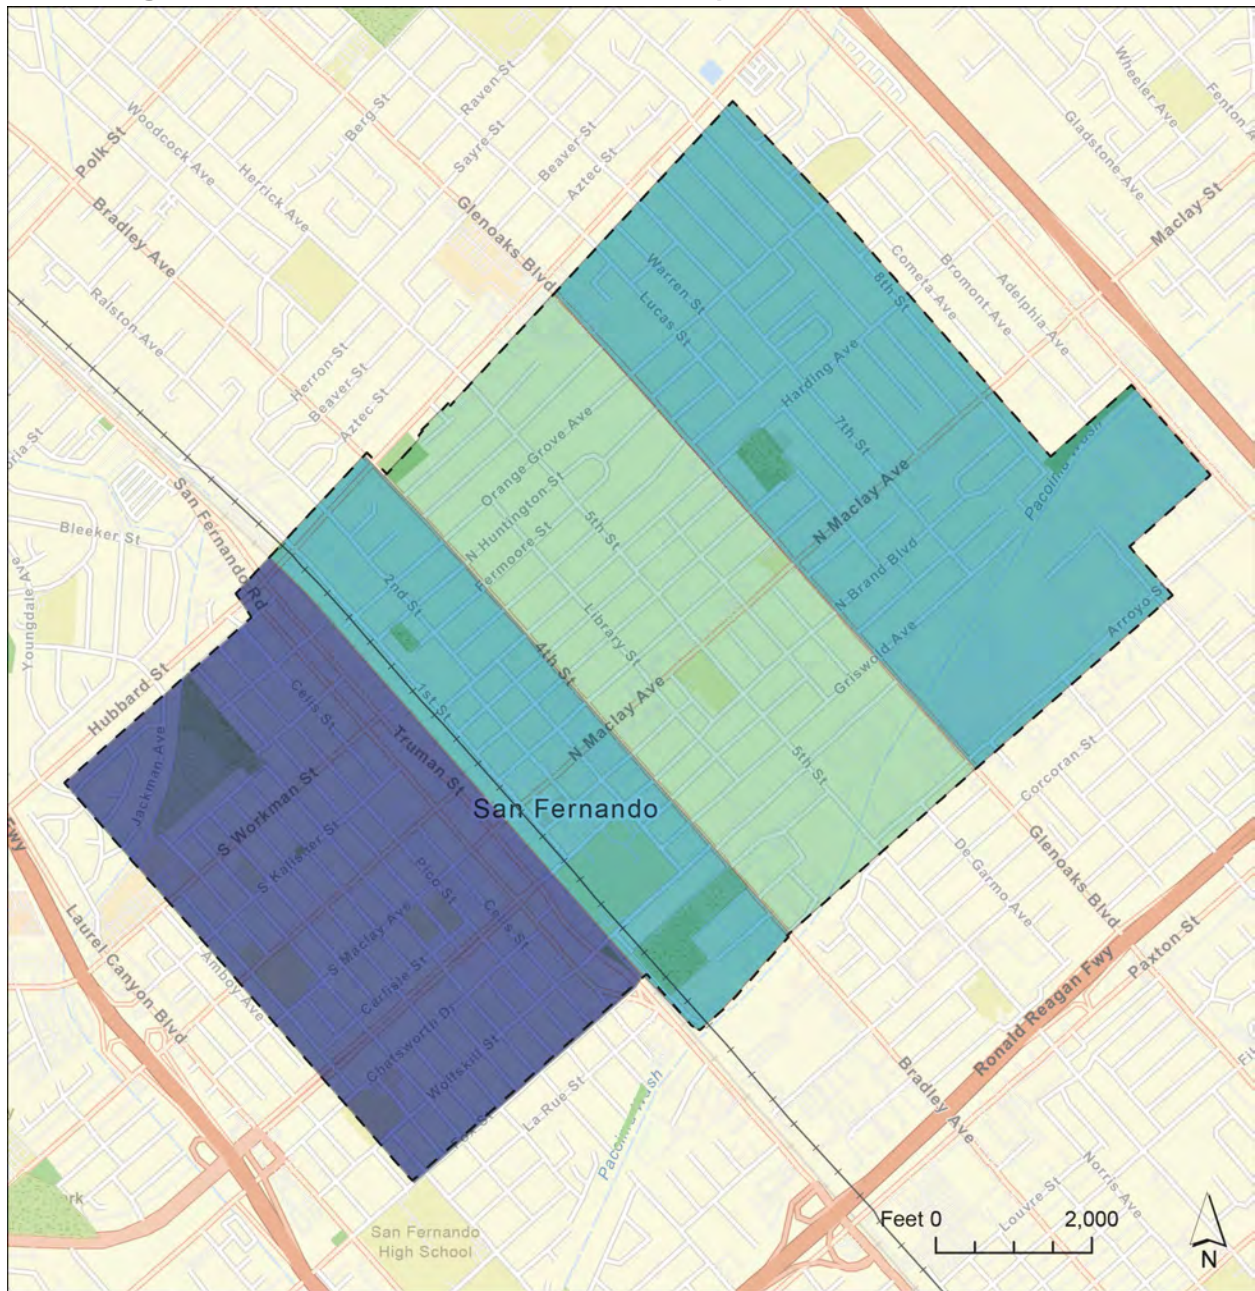 Raven St
Wheeler Ave
Fenton A
Woodcock Ave
Berg St
Gladstone Ave
Sayre St
Beaver St
Polk St
Herrick Ave
Aztec St
Maclay St
Bradley Ave
Glenoaks Blvd
Cometa Ave
Bromont Ave
Adelphia Ave
Warren St
Lucas St
8th St
Ralston Ave
Harding Ave
Herron St
Beaver St
Aztec St
7th St
Orange Grove Ave
N Maclay Ave
Pacoima Wash
San Fernando Rd
N Huntington St
5th St
Fermoore St
Bleeker St
N Brand Blvd
2nd St
Youngdale Ave
Library St
Arroyo S
4th St
Griswold Ave
Hubbard St
1st St
Celis St
N Maclay Ave
Truman St
5th St
Jackman Ave
Corcoran St
San Fernando
S Workman St
Fwy
S Kalisher St
Glenoaks Blvd
De Garmo Ave
Pico St
S Maclay Ave
Celis St
Laurel Canyon Blvd
Amboy Ave
Carlisle St
Paxton St
Ronald Reagan Fwy
Chatsworth Dr
Wolfskill St
La Rue St
Bradley Ave
Pacoima Wash
Norris Ave
Louvre St
rk
San Fernando
High School
Feet 0 2,000
N